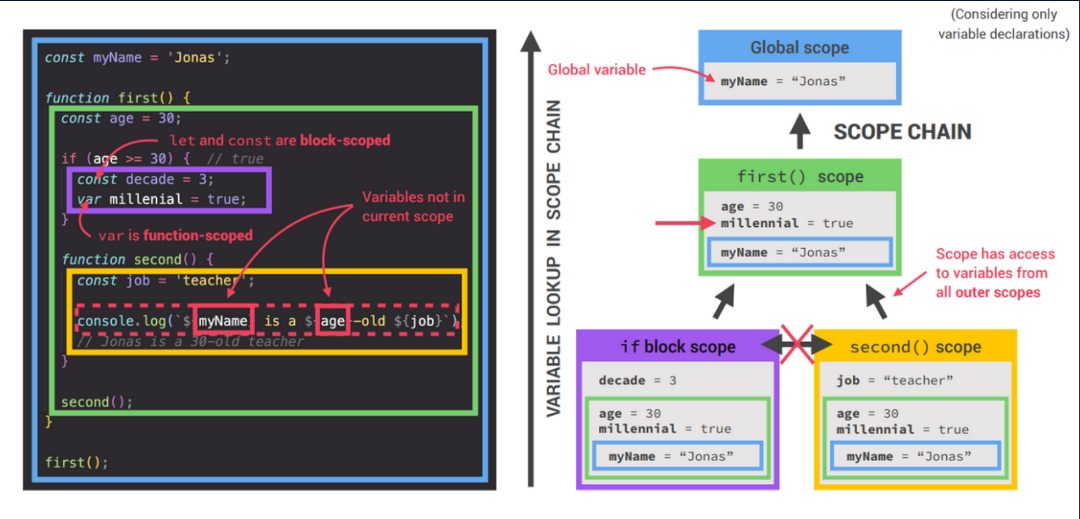 (Considering only
variable declarations)
const myName = 'Jonas';
function first() {
const age = 30;
let and const are block-scoped
if (age >= 30) { // true
const decade = 3;
var millenial = true;
}
var is function-scoped
Variables not in
current scope
function second() {
const job = 'teacher';
console.log(`${myName} is a ${age}-old ${job}`)
// Jonas is a 30-old teacher
}
second();
}
first();
VARIABLE LOOKUP IN SCOPE CHAIN
Global variable
Global scope
myName = “Jonas”
SCOPE CHAIN
first() scope
age = 30
millennial = true
myName = “Jonas”
Scope has access
to variables from
all outer scopes
if block scope
decade = 3
age = 30
millennial = true
myName = “Jonas”
second() scope
job = “teacher”
age = 30
millennial = true
myName = “Jonas”